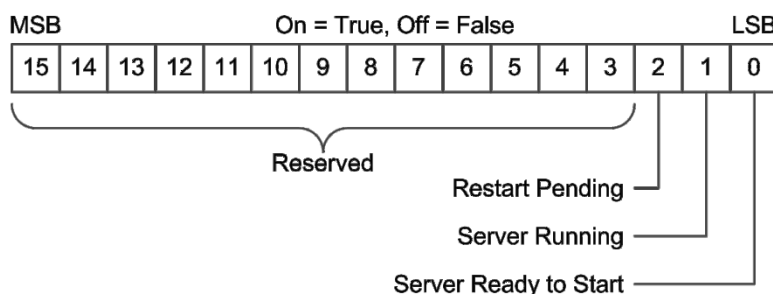 MSB On = True, Off = False LSB
15 14 13 12 11 10 9 8 7 6 5 4 3 2 1 0
Reserved
Restart Pending
Server Running
Server Ready to Start